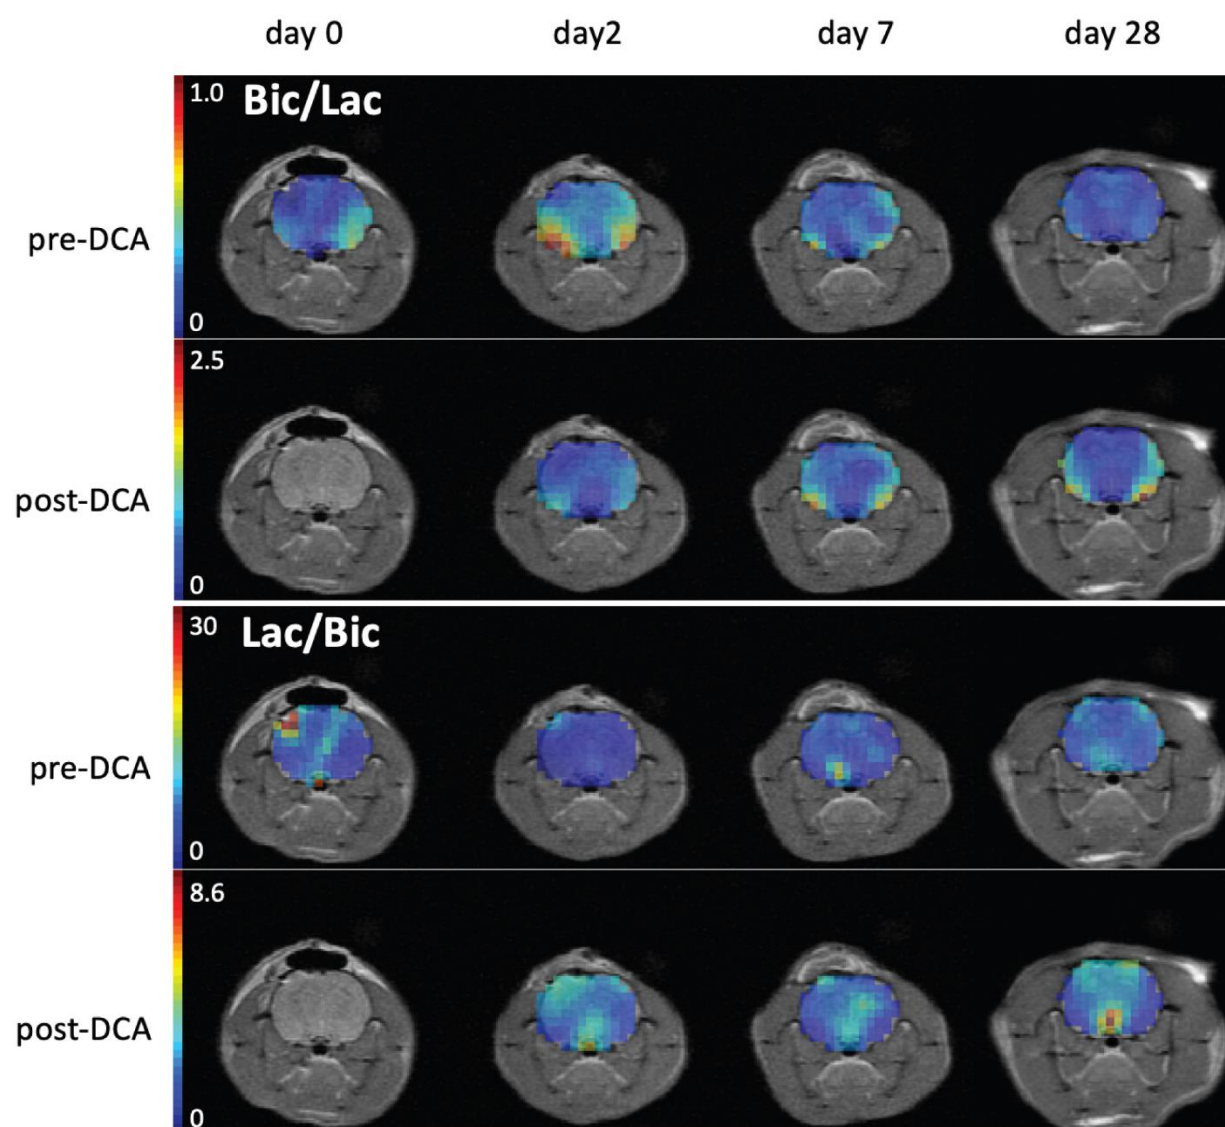 day 0 day2 day 7 day 28
1.0 Bic/Lac
pre-DCA
0
2.5
post-DCA
0
30 Lac/Bic
pre-DCA
0
8.6
post-DCA
0